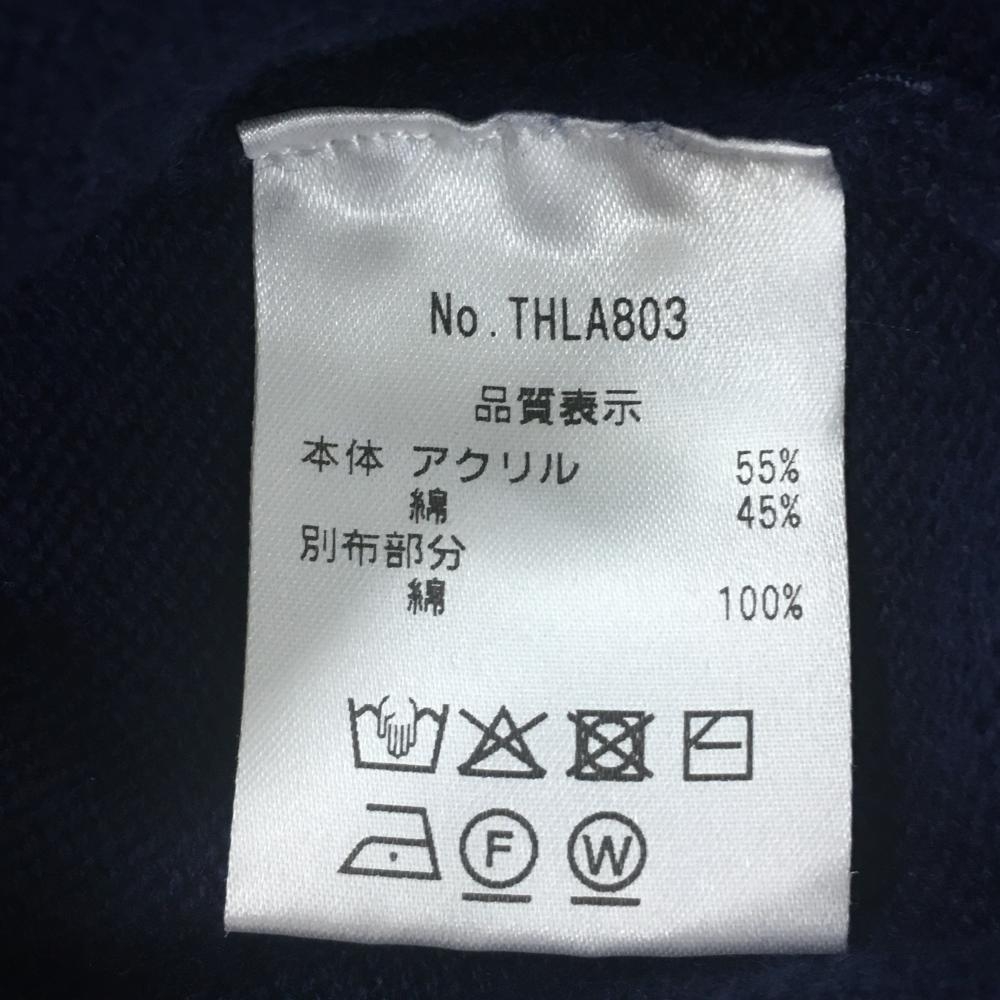 No.THLA803
品質表示
本体 アクリル 55%
綿 45%
別布部分
綿 100%
F W